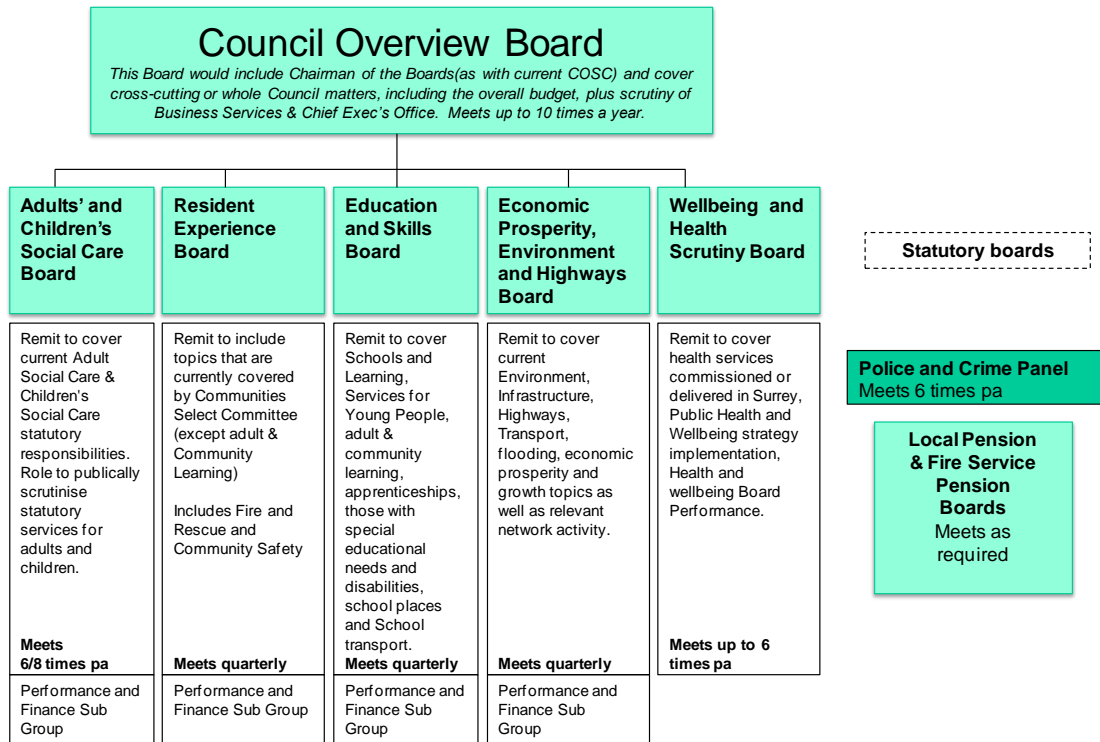 Council Overview Board
This Board would include Chairman of the Boards(as with current COSC) and cover
cross-cutting or whole Council matters, including the overall budget, plus scrutiny of
Business Services & Chief Exec's Office.  Meets up to 10 times a year.
Adults' and
Children's
Social Care
Board
Remit to cover
current Adult
Social Care &
Children's
Social Care
statutory
responsibilities.
Role to publically
scrutinise
statutory
services for
adults and
children.
Meets
6/8 times pa
Performance and
Finance Sub
Group
Resident
Experience
Board
Remit to include
topics that are
currently covered
by Communities
Select Committee
(except adult &
Community
Learning)
Includes Fire and
Rescue and
Community Safety
Meets quarterly
Performance and
Finance Sub Group
Education
and Skills
Board
Remit to cover
Schools and
Learning,
Services for
Young People,
adult &
community
learning,
apprenticeships,
those with
special
educational
needs and
disabilities,
school places
and School
transport.
Meets quarterly
Performance and
Finance Sub
Group
Economic
Prosperity,
Environment
and Highways
Board
Remit to cover
current
Environment,
Infrastructure,
Highways,
Transport,
flooding, economic
prosperity and
growth topics as
well as relevant
network activity.
Meets quarterly
Performance and
Finance Sub
Group
Wellbeing and
Health
Scrutiny Board
Remit to cover
health services
commissioned or
delivered in Surrey,
Public Health and
Wellbeing strategy
implementation,
Health and
wellbeing Board
Performance.
Meets up to 6
times pa
Statutory boards
Police and Crime Panel
Meets 6 times pa
Local Pension
& Fire Service
Pension
Boards
Meets as
required